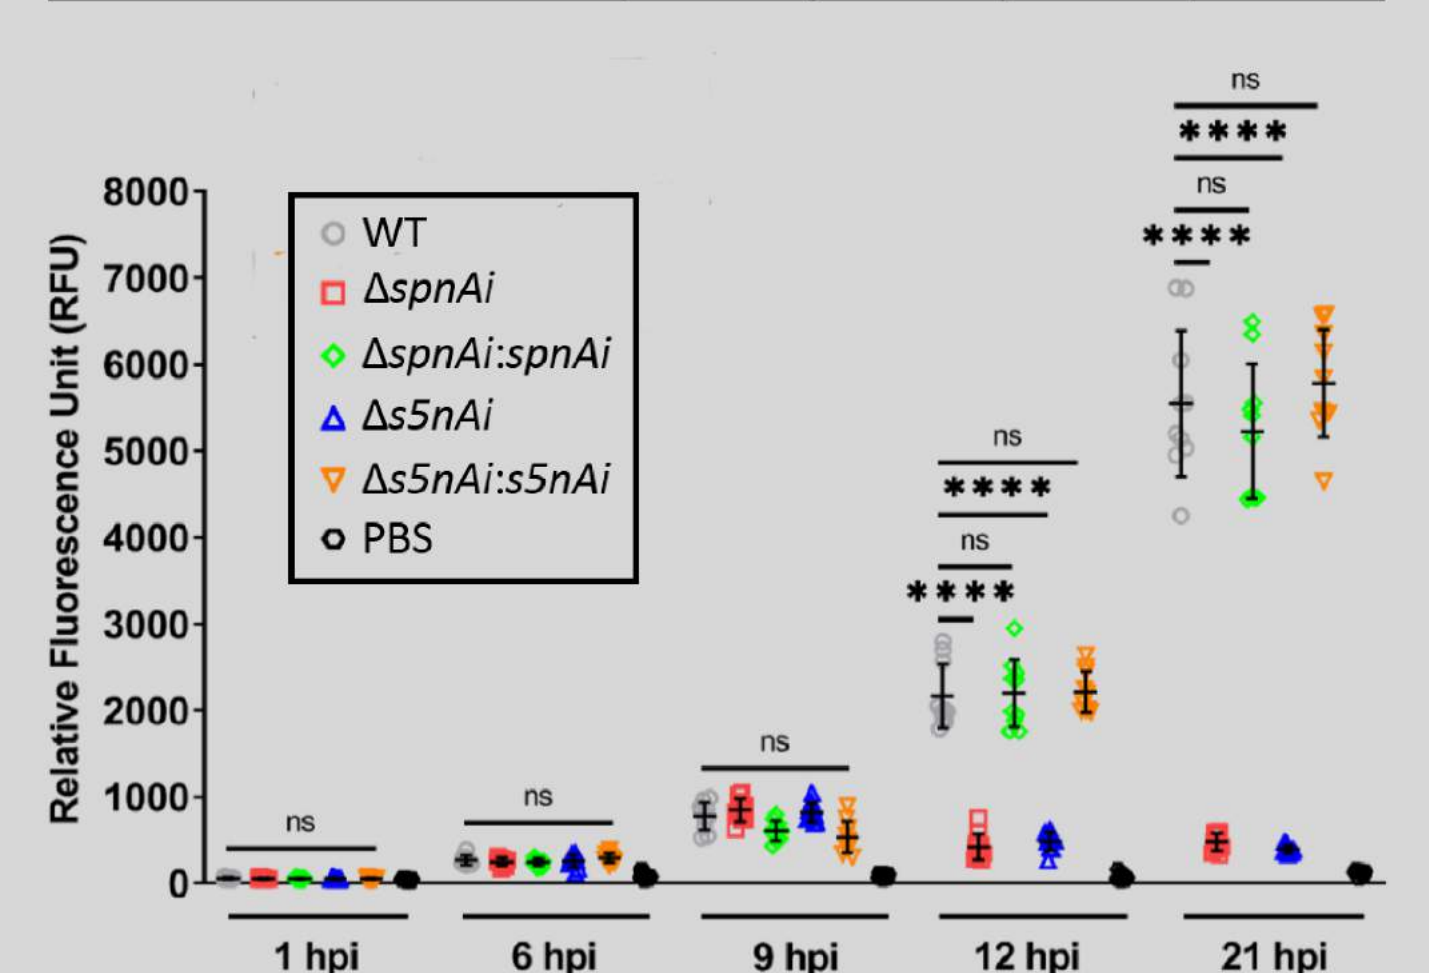 ns
****
ns
****
8000
7000
6000
5000
4000
3000
2000
1000
0
Relative Fluorescence Unit (RFU)
WT
ΔspnAi
ΔspnAi:spnAi
Δs5nAi
Δs5nAi:s5nAi
PBS
ns
****
ns
****
ns
ns
ns
1 hpi
6 hpi
9 hpi
12 hpi
21 hpi